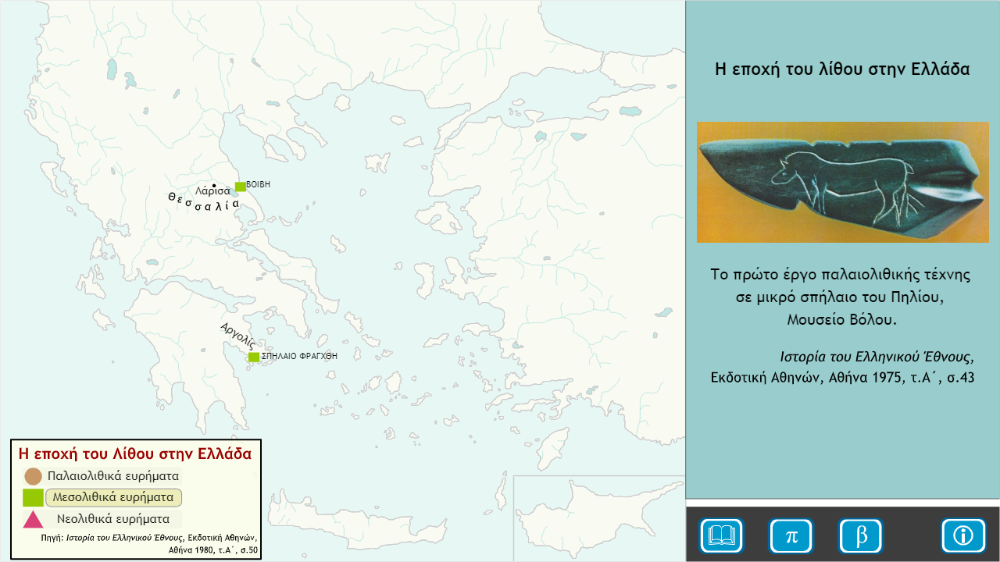 Λάρισα
ΒΟΙΒΗ
Θεσσαλία
Αργολίς
ΣΠΗΛΑΙΟ ΦΡΑΓΧΘΗ
Η εποχή του Λίθου στην Ελλάδα
Παλαιολιθικά ευρήματα
Μεσολιθικά ευρήματα
Νεολιθικά ευρήματα
Πηγή: Ιστορία του Ελληνικού Έθνους, Εκδοτική Αθηνών,
Αθήνα 1980, τ.Α΄, σ.50
Η εποχή του λίθου στην Ελλάδα
Το πρώτο έργο παλαιολιθικής τέχνης
σε μικρό σπήλαιο του Πηλίου,
Μουσείο Βόλου.
Ιστορία του Ελληνικού Έθνους,
Εκδοτική Αθηνών, Αθήνα 1975, τ.Α΄, σ.43
π
β
i